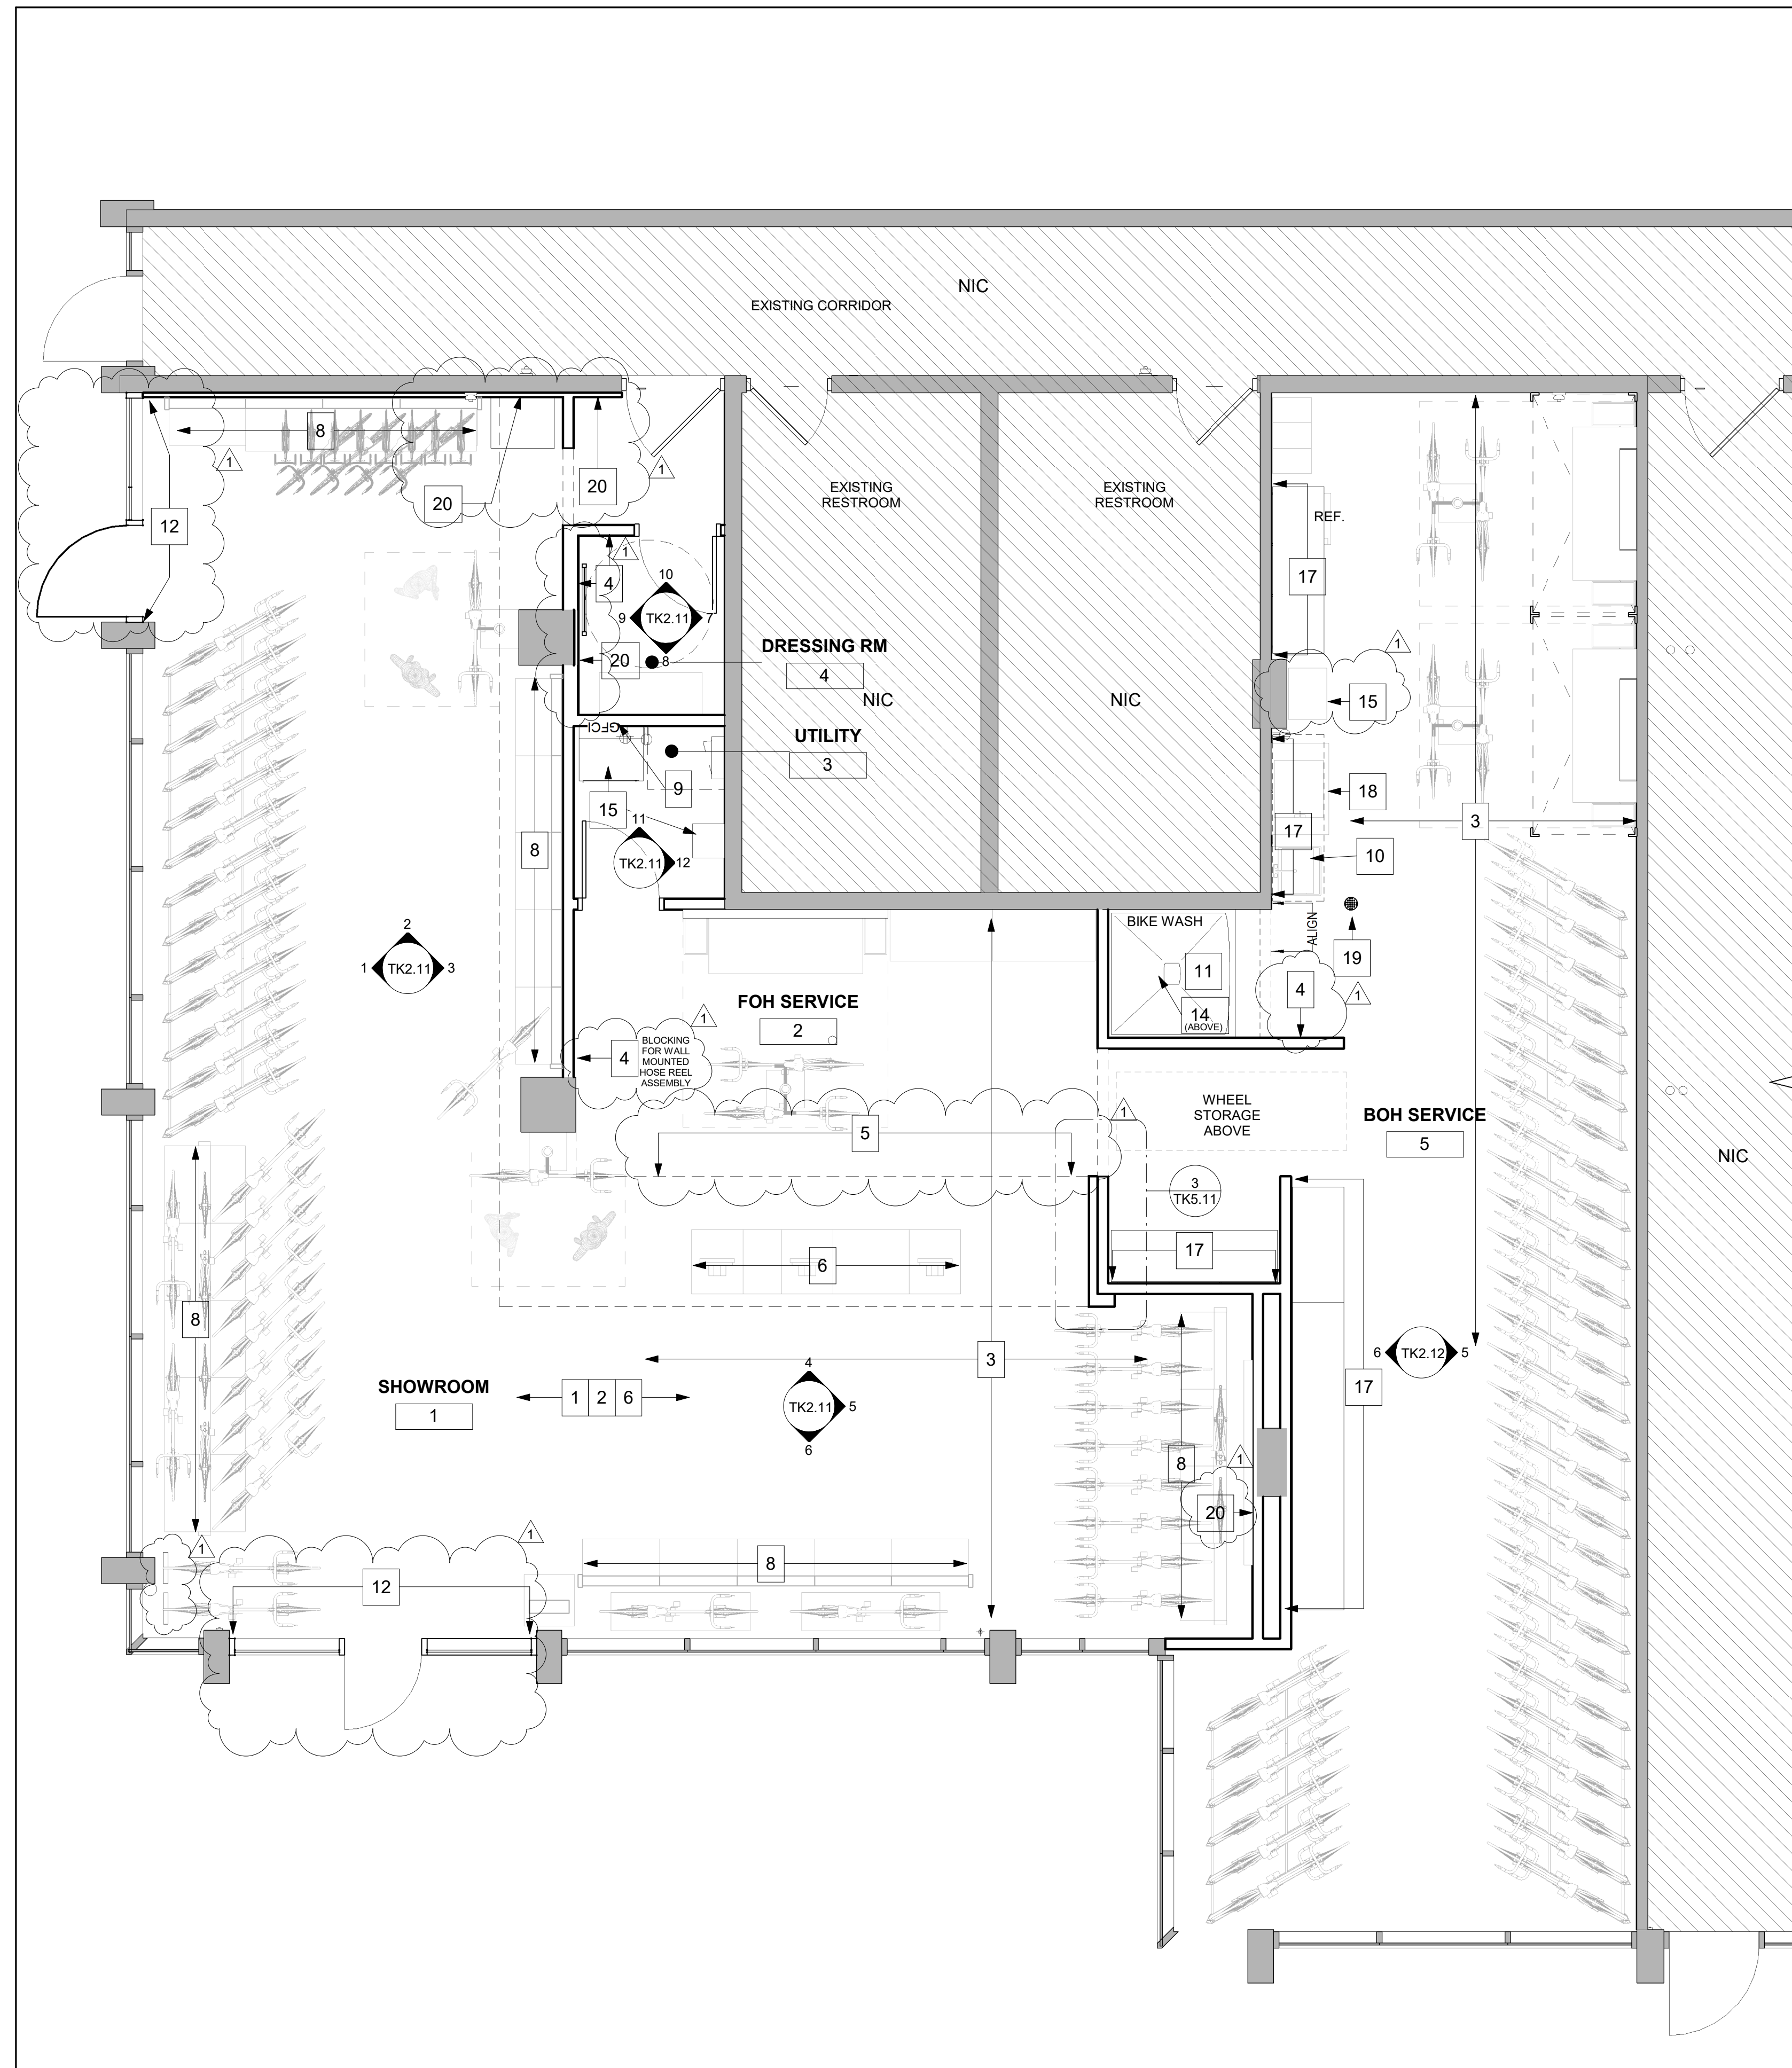 NIC
EXISTING CORRIDOR
8
1
20
20
1
12
EXISTING
RESTROOM
EXISTING
RESTROOM
REF.
17
1
4
10
9
TK2.11
7
8
20
DRESSING RM
4
NIC
NIC
1
15
UTILITY
3
GFCI
9
15
18
17
3
10
11
TK2.11
12
8
BIKE WASH
ALIGN
11
19
14
(ABOVE)
4
1
2
1
TK2.11
3
FOH SERVICE
2
1
4
BLOCKING
FOR WALL
MOUNTED
HOSE REEL
ASSEMBLY
5
1
WHEEL
STORAGE
ABOVE
BOH SERVICE
5
NIC
3
TK5.11
17
6
8
3
6
TK2.12
5
17
SHOWROOM
1
1
2
6
4
TK2.11
5
6
8
1
20
1
1
12
8